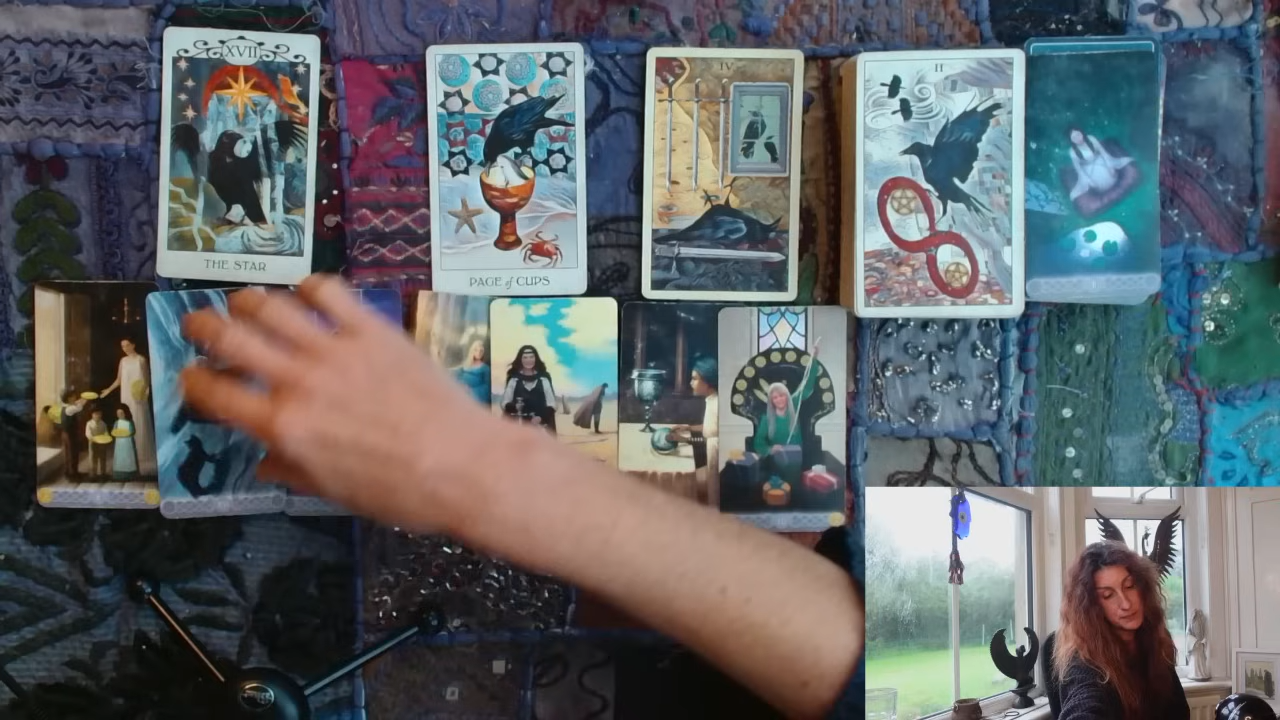 XVII
THE STAR
PAGE of CUPS
IV
II